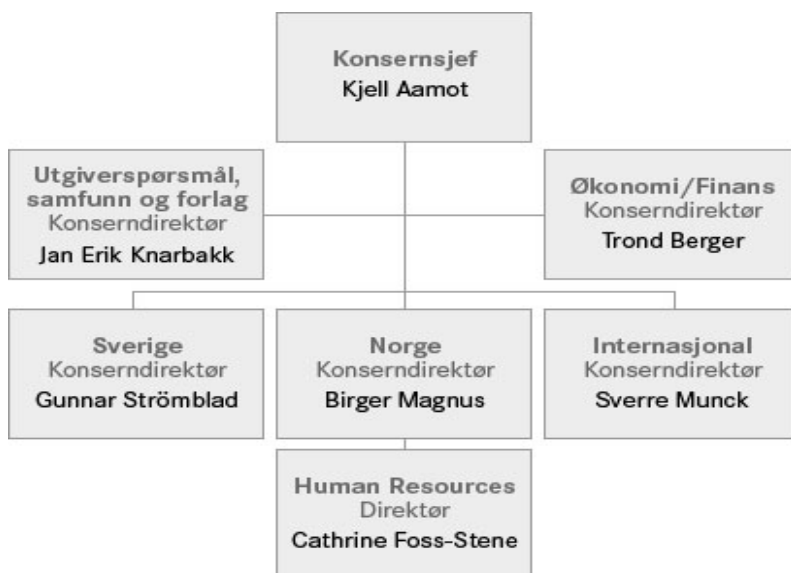 Konsernsjef
Kjell Aamot
Utgiverspørsmål,
samfunn og forlag
Konserndirektør
Jan Erik Knarbakk
Økonomi/Finans
Konserndirektør
Trond Berger
Sverige
Konserndirektør
Gunnar Strömblad
Norge
Konserndirektør
Birger Magnus
Internasjonal
Konserndirektør
Sverre Munck
Human Resources
Direktør
Cathrine Foss-Stene